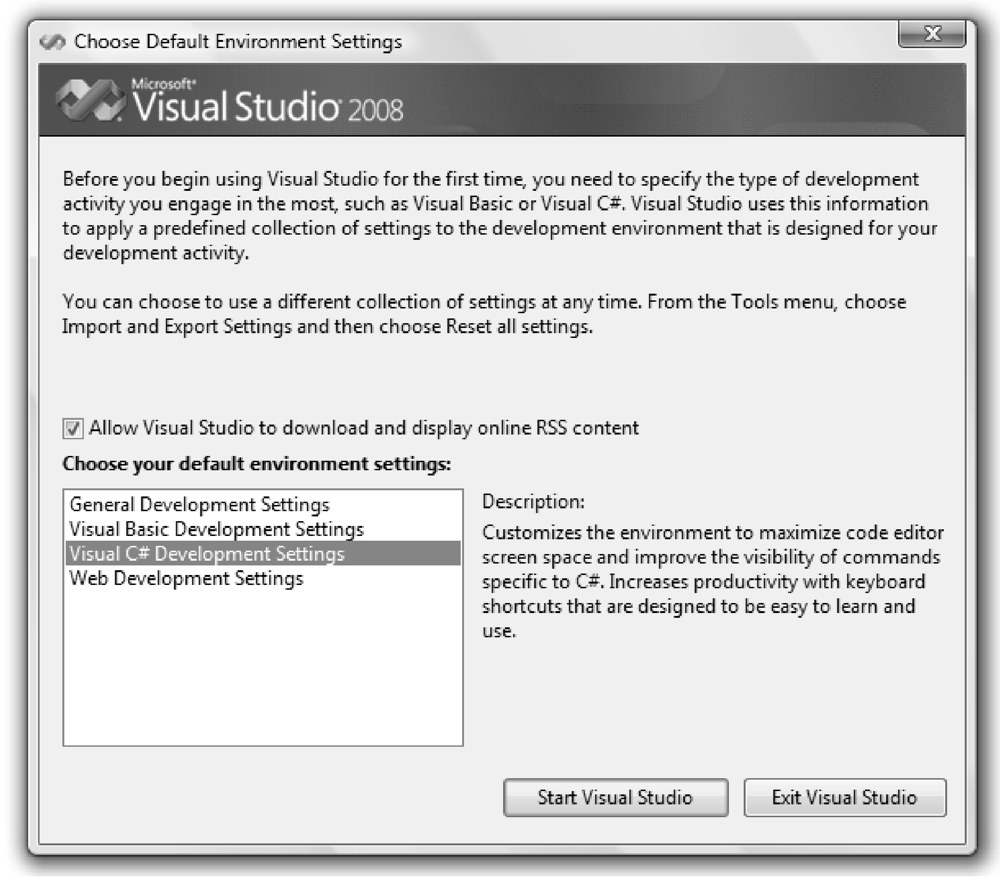 Choose Default Environment Settings
Microsoft®
Visual Studio® 2008
Before you begin using Visual Studio for the first time, you need to specify the type of development
activity you engage in the most, such as Visual Basic or Visual C#. Visual Studio uses this information
to apply a predefined collection of settings to the development environment that is designed for your
development activity.
You can choose to use a different collection of settings at any time. From the Tools menu, choose
Import and Export Settings and then choose Reset all settings.
Allow Visual Studio to download and display online RSS content
Choose your default environment settings:
General Development Settings
Visual Basic Development Settings
Visual C# Development Settings
Web Development Settings
Description:
Customizes the environment to maximize code editor
screen space and improve the visibility of commands
specific to C#. Increases productivity with keyboard
shortcuts that are designed to be easy to learn and
use.
Start Visual Studio
Exit Visual Studio